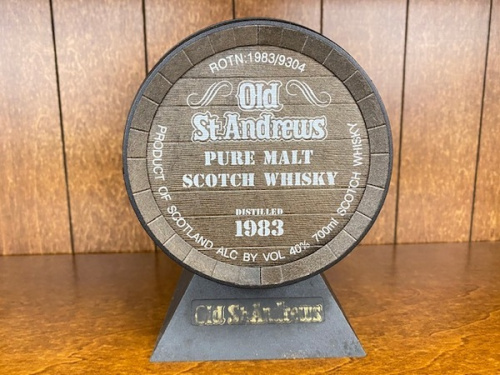 ROTN:1983/9304
Old
St.Andrews
PURE MALT
SCOTCH WHISKY
DISTILLED
1983
PRODUCT OF SCOTLAND ALC BY VOL 40% 700ml SCOTCH WHISKY
Old St.Andrews